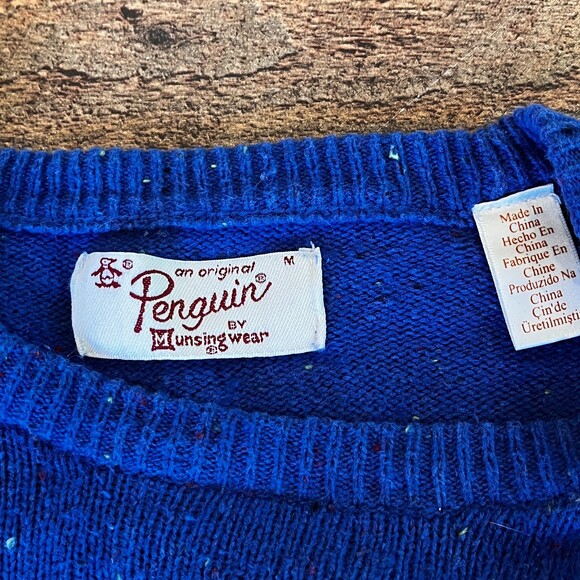 ® an original M
Penguin®
BY
Munsingwear
®
Made In
China
Hecho En
China
Fabrique En
Chine
Produzido Na
China
Çin'de
Üretilmişti